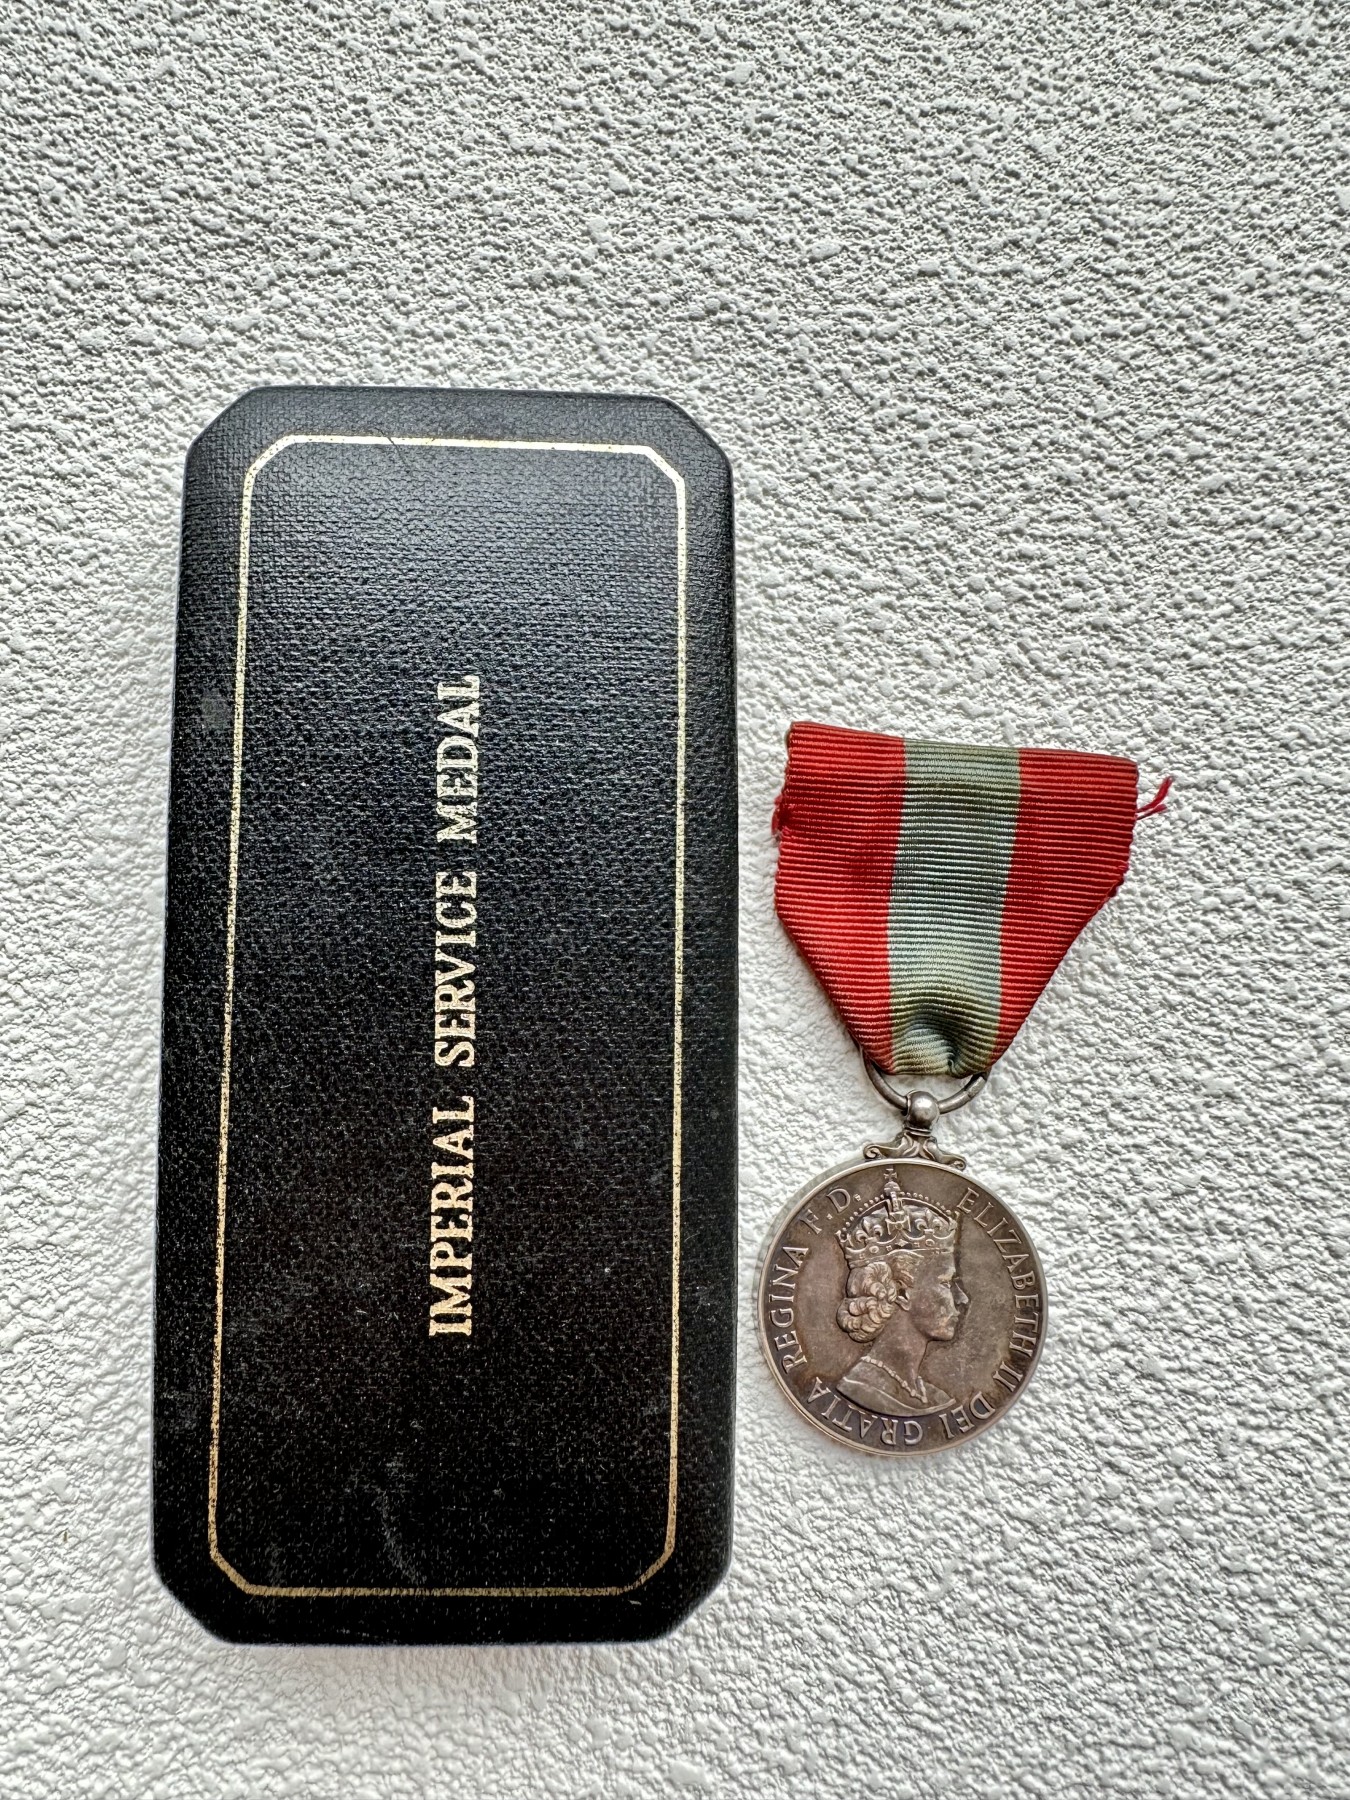 IMPERIAL SERVICE MEDAL
ELIZABETH II DEI GRATIA REGINA F.D.